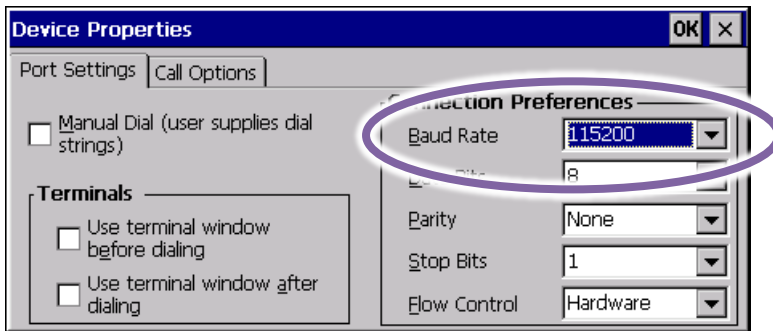 Device Properties OK ×
Port Settings Call Options
Connection Preferences
Manual Dial (user supplies dial
strings)
Baud Rate 115200
Data Bits 8
Terminals
Use terminal window
before dialing
Parity None
Stop Bits 1
Use terminal window after
dialing
Flow Control Hardware